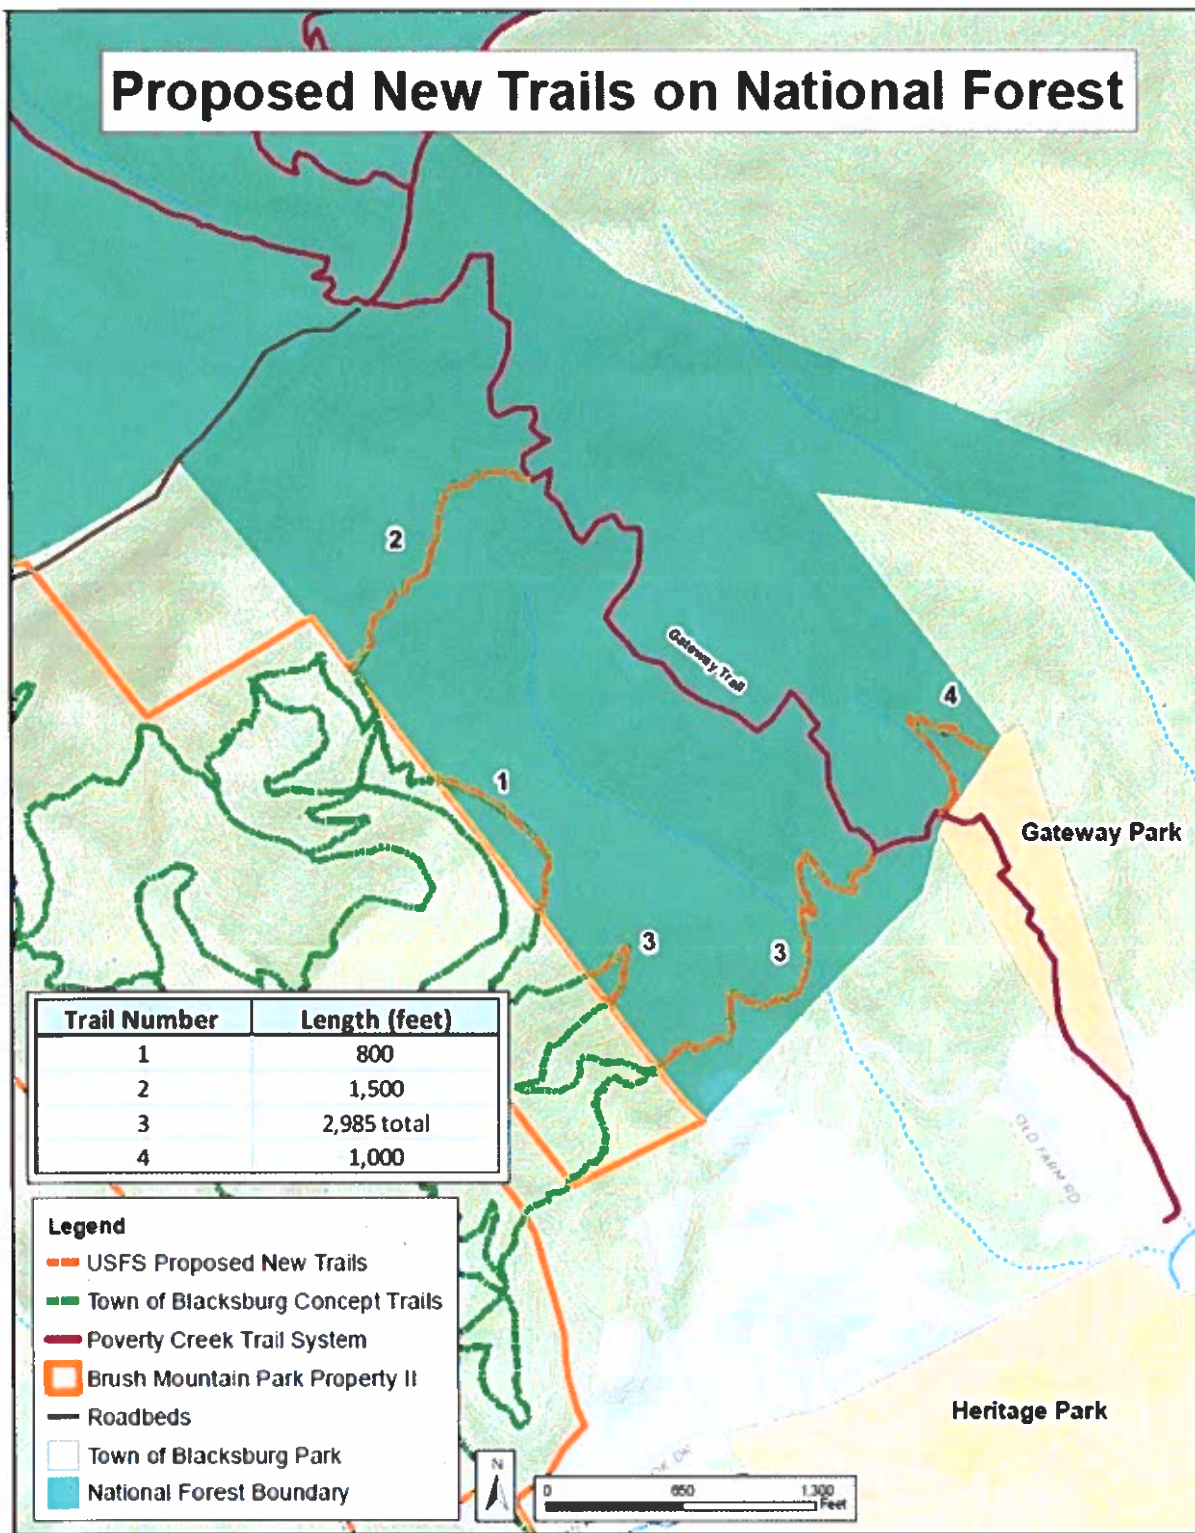 Proposed New Trails on National Forest
2
Gateway Trail
4
1
Gateway Park
3
3
Trail Number Length (feet)
1 800
2 1,500
3 2,985 total
4 1,000
OLD FARM RD
Legend
USFS Proposed New Trails
Town of Blacksburg Concept Trails
Poverty Creek Trail System
Brush Mountain Park Property II
Roadbeds
Town of Blacksburg Park
National Forest Boundary
Heritage Park
DR
N
0 650 1,300
Feet